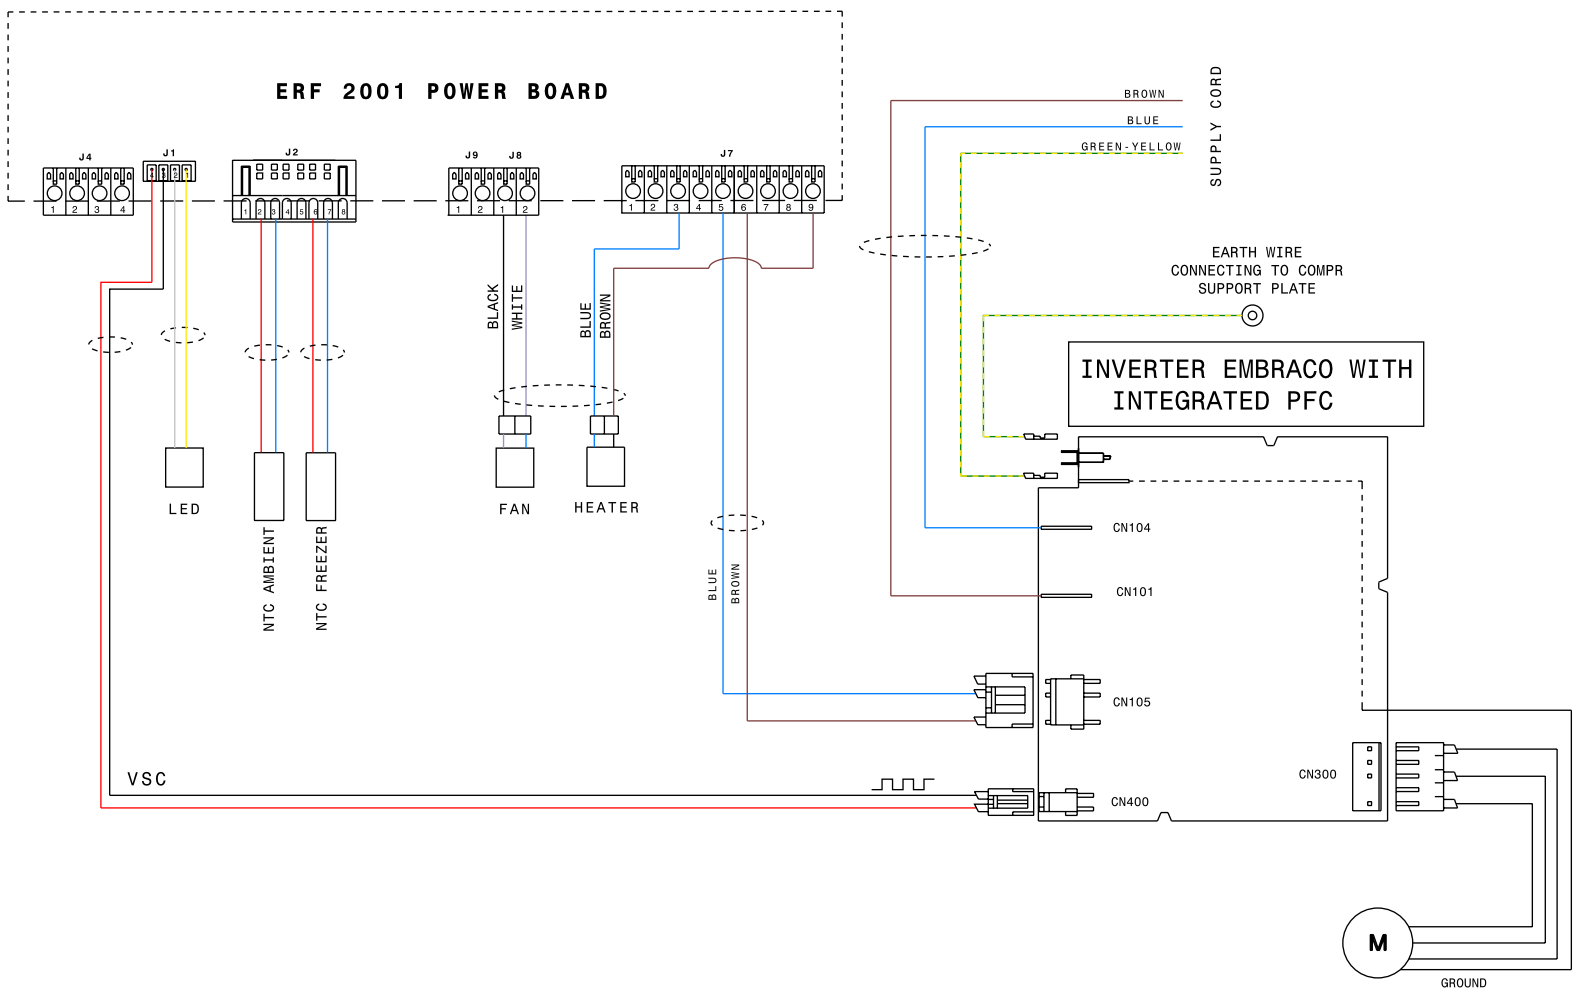 ERF 2001 POWER BOARD
J4
J1
J2
J9
J8
J7
1 2 3 4
1 2 3 4 5 6 7 8
1 2 1 2
1 2 3 4 5 6 7 8 9
BROWN
BLUE
GREEN-YELLOW
SUPPLY CORD
EARTH WIRE
CONNECTING TO COMPR
SUPPORT PLATE
INVERTER EMBRACO WITH
INTEGRATED PFC
BLACK
WHITE
BLUE
BROWN
LED
NTC AMBIENT
NTC FREEZER
FAN
HEATER
BLUE
BROWN
CN104
CN101
CN105
CN300
CN400
VSC
M
GROUND